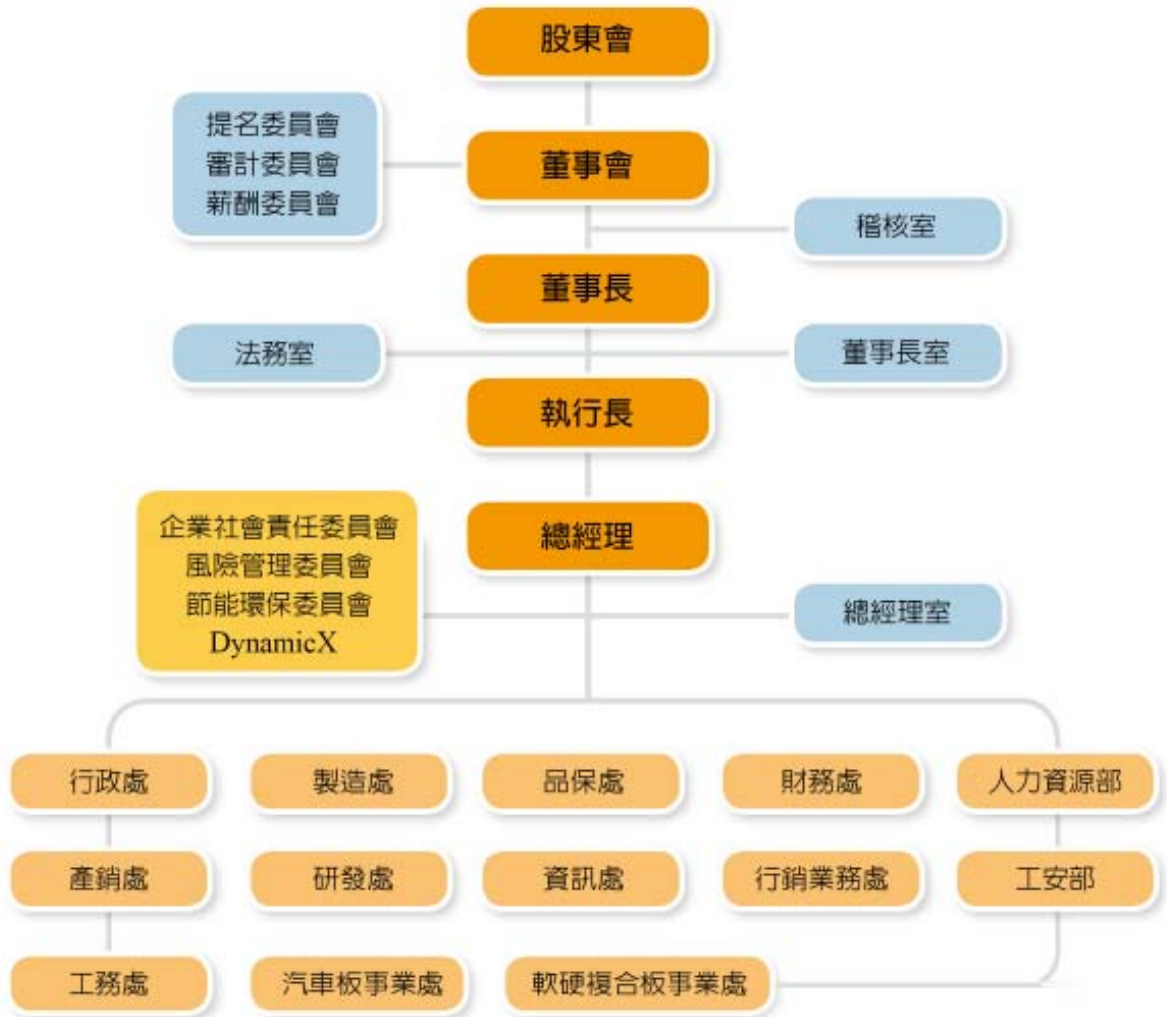 股東會
提名委員會
審計委員會
薪酬委員會
董事會
稽核室
董事長
法務室
董事長室
執行長
總經理
企業社會責任委員會
風險管理委員會
節能環保委員會
DynamicX
總經理室
行政處
製造處
品保處
財務處
人力資源部
產銷處
研發處
資訊處
行銷業務處
工安部
工務處
汽車板事業處
軟硬複合板事業處